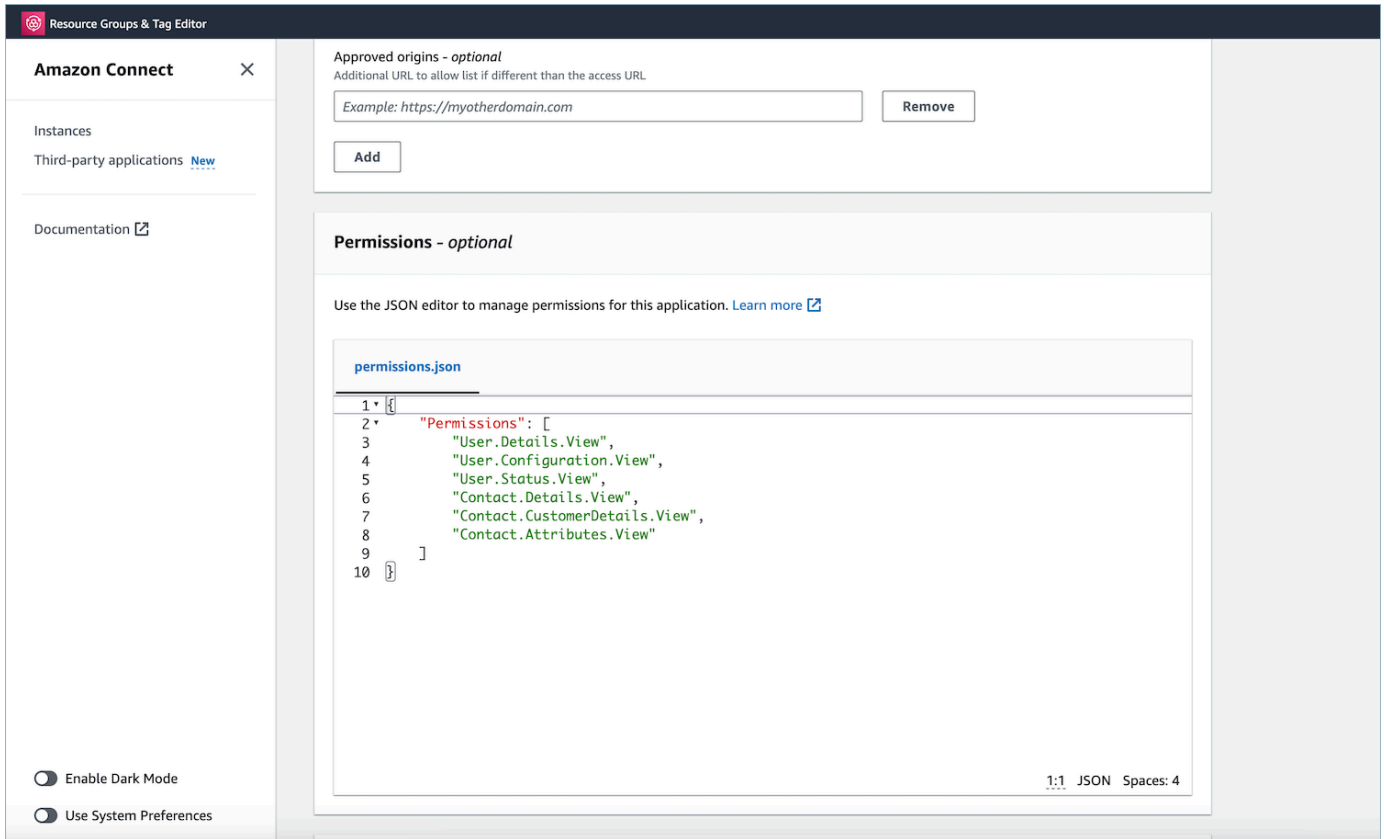 Resource Groups & Tag Editor
Amazon Connect
Instances
Third-party applications New
Documentation
Enable Dark Mode
Use System Preferences
Approved origins - optional
Additional URL to allow list if different than the access URL
Example: https://myotherdomain.com
Remove
Add
Permissions - optional
Use the JSON editor to manage permissions for this application. Learn more
permissions.json
1 {
2 "Permissions": [
3 "User.Details.View",
4 "User.Configuration.View",
5 "User.Status.View",
6 "Contact.Details.View",
7 "Contact.CustomerDetails.View",
8 "Contact.Attributes.View"
9 ]
10 }
1:1 JSON Spaces: 4